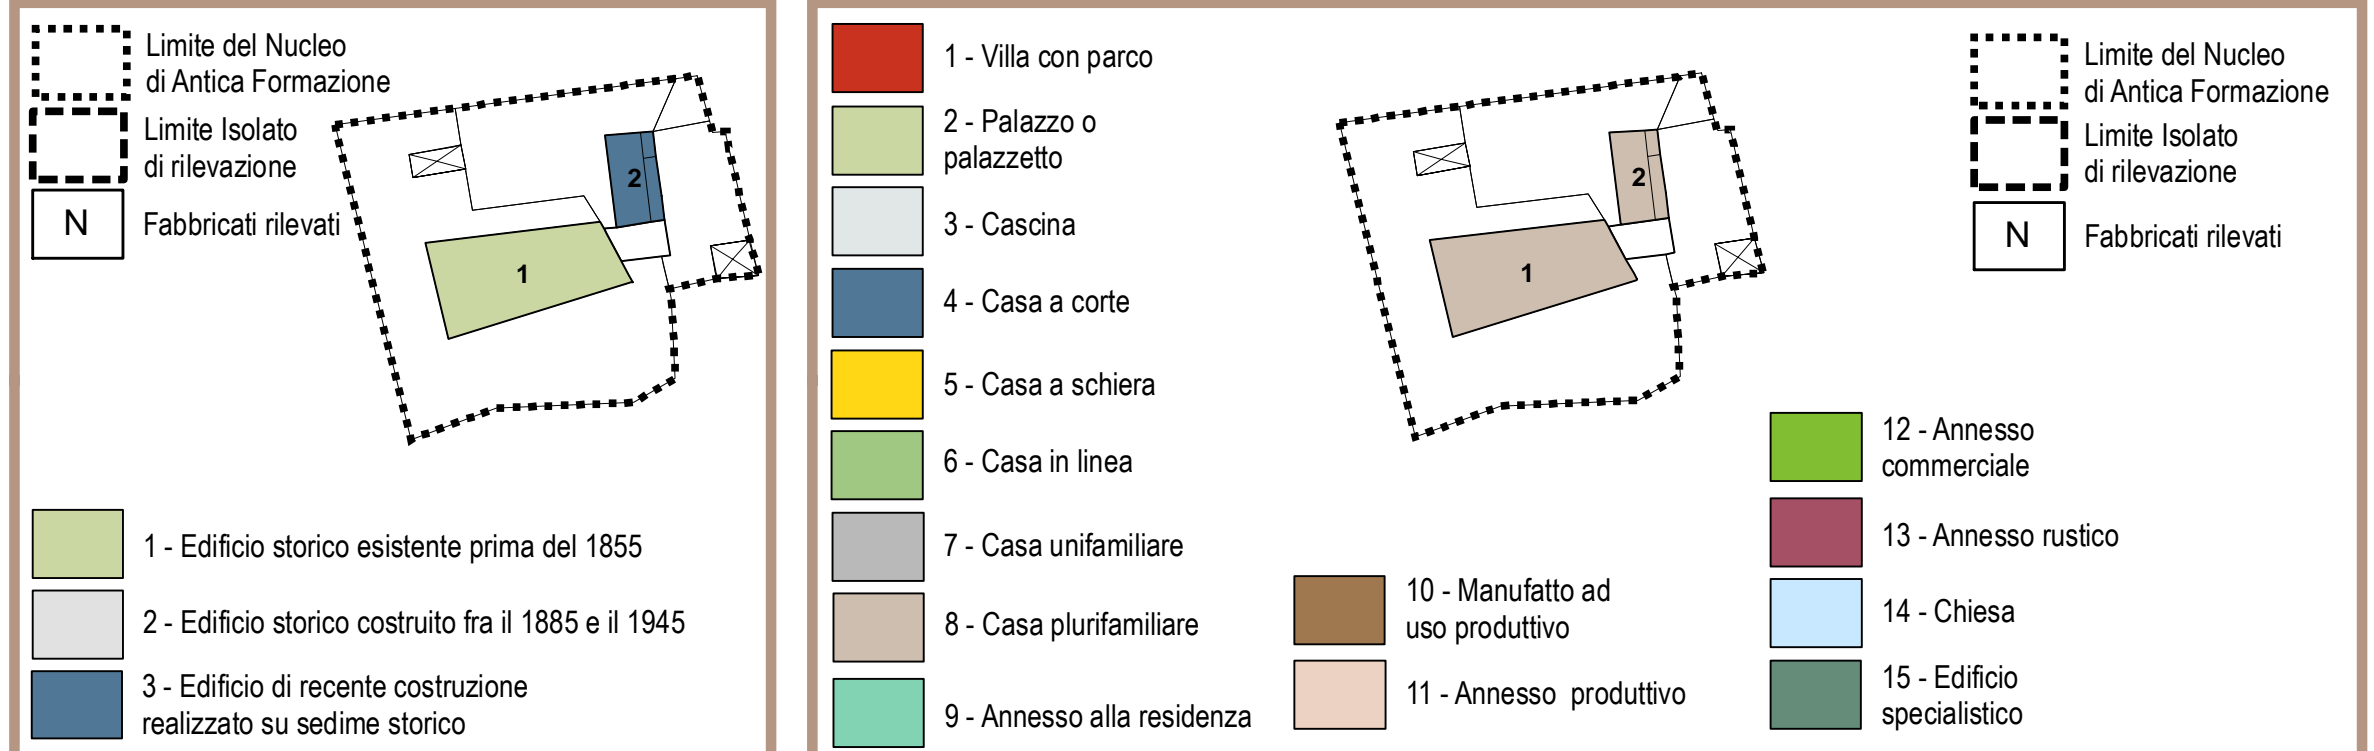 Limite del Nucleo
di Antica Formazione
Limite Isolato
di rilevazione
N
Fabbricati rilevati
2
1
1 - Edificio storico esistente prima del 1855
2 - Edificio storico costruito fra il 1885 e il 1945
3 - Edificio di recente costruzione
realizzato su sedime storico
1 - Villa con parco
2 - Palazzo o
palazzetto
3 - Cascina
4 - Casa a corte
5 - Casa a schiera
6 - Casa in linea
7 - Casa unifamiliare
8 - Casa plurifamiliare
9 - Annesso alla residenza
2
1
10 - Manufatto ad
uso produttivo
11 - Annesso produttivo
Limite del Nucleo
di Antica Formazione
Limite Isolato
di rilevazione
N
Fabbricati rilevati
12 - Annesso
commerciale
13 - Annesso rustico
14 - Chiesa
15 - Edificio
specialistico